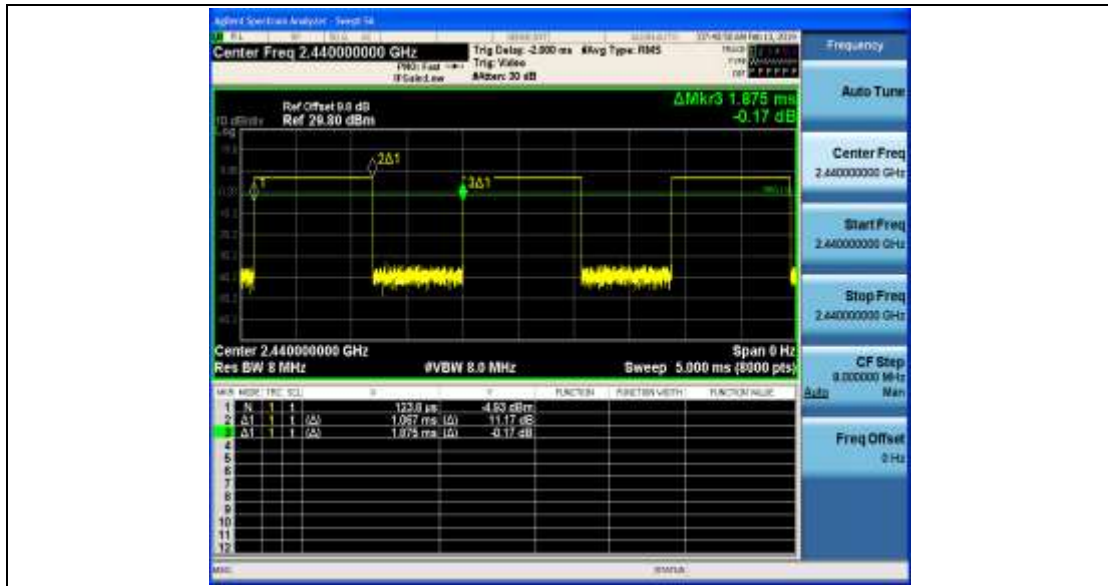 Agilent Spectrum Analyzer - Swept SA
Center Freq 2.440000000 GHz
PNO: Fast
IFGain:Low
Trig Delay: -2.000 ms
#Avg Type: RMS
Trig: Video
#Atten: 30 dB
Frequency
Auto Tune
Center Freq
2.440000000 GHz
Start Freq
2.440000000 GHz
Stop Freq
2.440000000 GHz
CF Step
8.000000 MHz
Auto Man
Freq Offset
0 Hz
Ref Offset 9.8 dB
10 dB/div Ref 29.80 dBm
Log
ΔMkr3 1.875 ms
-0.17 dB
1
2Δ1
3Δ1
Center 2.440000000 GHz
Span 0 Hz
Res BW 8 MHz
#VBW 8.0 MHz
Sweep 5.000 ms (8000 pts)
MKR MODE TRC SCL X Y FUNCTION FUNCTION WIDTH FUNCTION VALUE
1 N 1 t 123.8 µs -4.93 dBm
2 Δ1 1 t (Δ) 1.067 ms (Δ) 11.17 dB
3 Δ1 1 t (Δ) 1.875 ms (Δ) -0.17 dB
4
5
6
7
8
9
10
11
12
MSG
STATUS